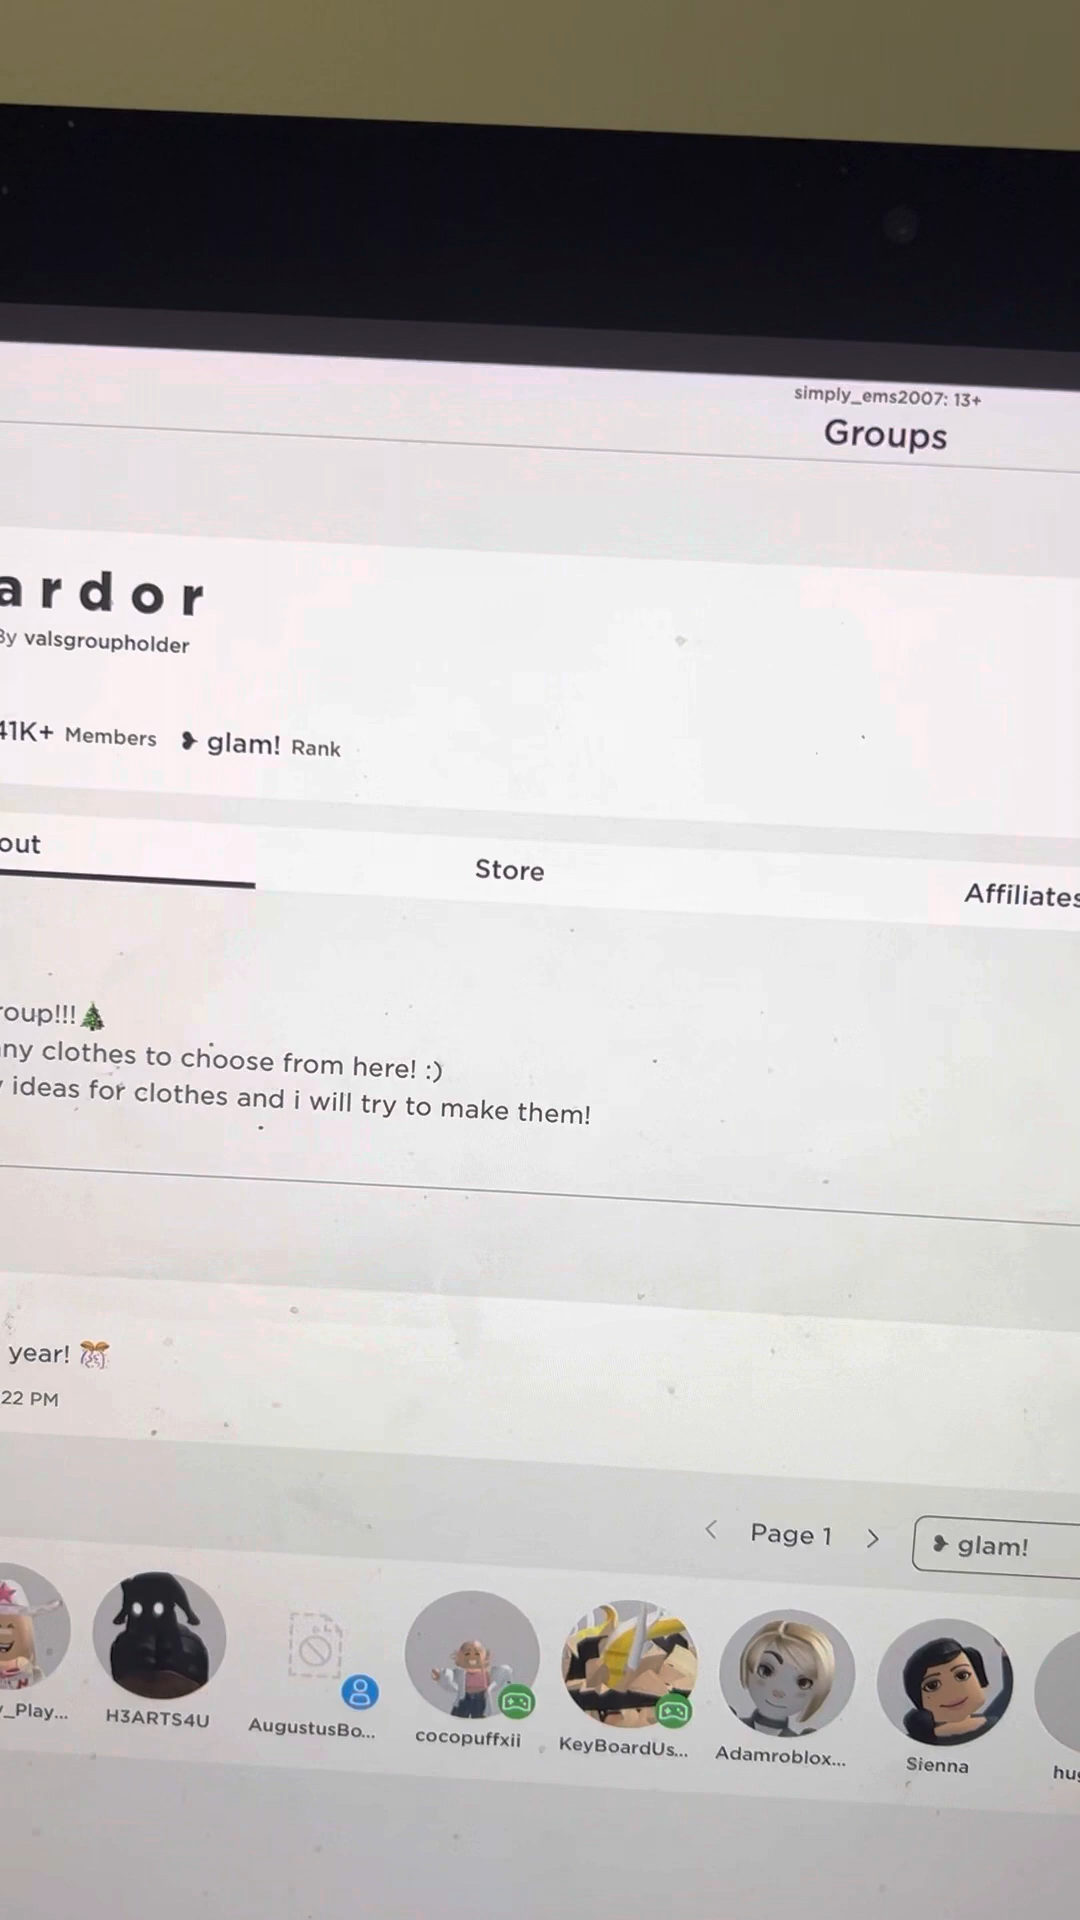 simply_ems2007: 13+
Groups
ardor
By valsgroupholder
41K+ Members ❥ glam! Rank
out
Store
Affiliates
roup!!!🎄
ny clothes to choose from here! :)
ideas for clothes and i will try to make them!
year! 🎊
22 PM
< Page 1 >
❥ glam!
_Play...
H3ARTS4U
AugustusBo...
cocopuffxii
KeyBoardUs...
Adamroblox...
Sienna
hug